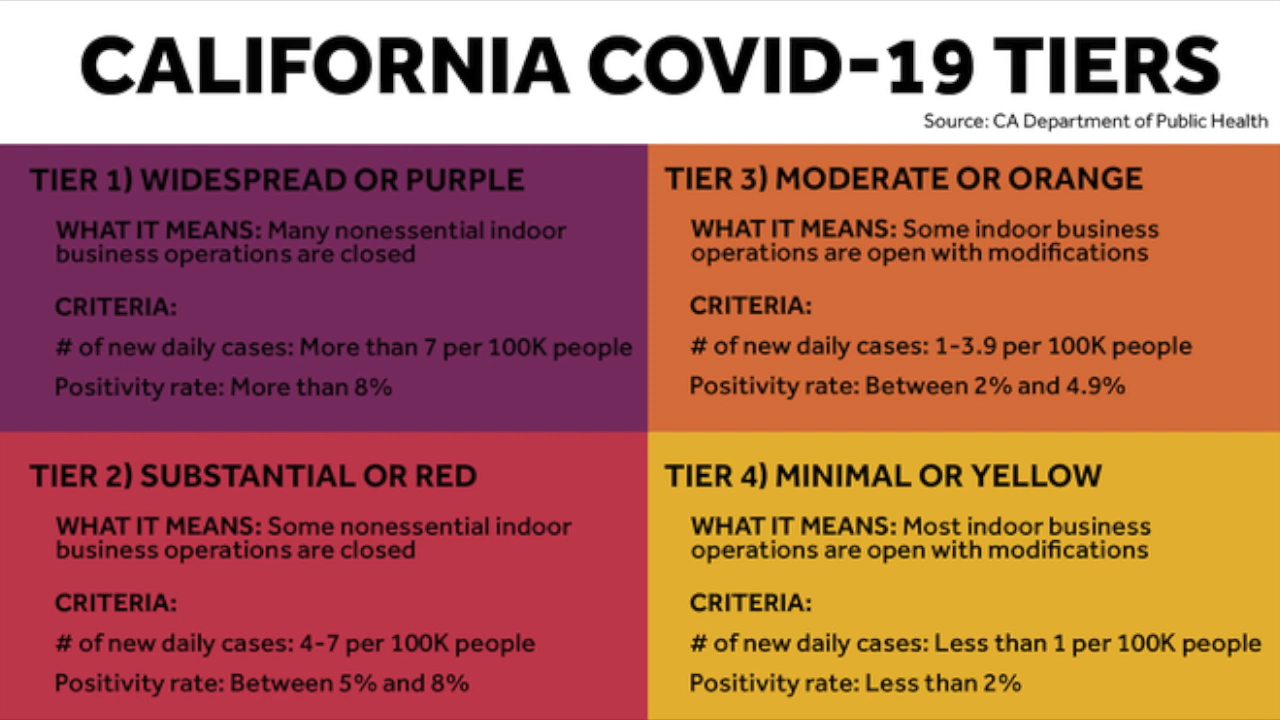 CALIFORNIA COVID-19 TIERS
Source: CA Department of Public Health
TIER 1) WIDESPREAD OR PURPLE
WHAT IT MEANS: Many nonessential indoor
business operations are closed
CRITERIA:
# of new daily cases: More than 7 per 100K people
Positivity rate: More than 8%
TIER 2) SUBSTANTIAL OR RED
WHAT IT MEANS: Some nonessential indoor
business operations are closed
CRITERIA:
# of new daily cases: 4-7 per 100K people
Positivity rate: Between 5% and 8%
TIER 3) MODERATE OR ORANGE
WHAT IT MEANS: Some indoor business
operations are open with modifications
CRITERIA:
# of new daily cases: 1-3.9 per 100K people
Positivity rate: Between 2% and 4.9%
TIER 4) MINIMAL OR YELLOW
WHAT IT MEANS: Most indoor business
operations are open with modifications
CRITERIA:
# of new daily cases: Less than 1 per 100K people
Positivity rate: Less than 2%